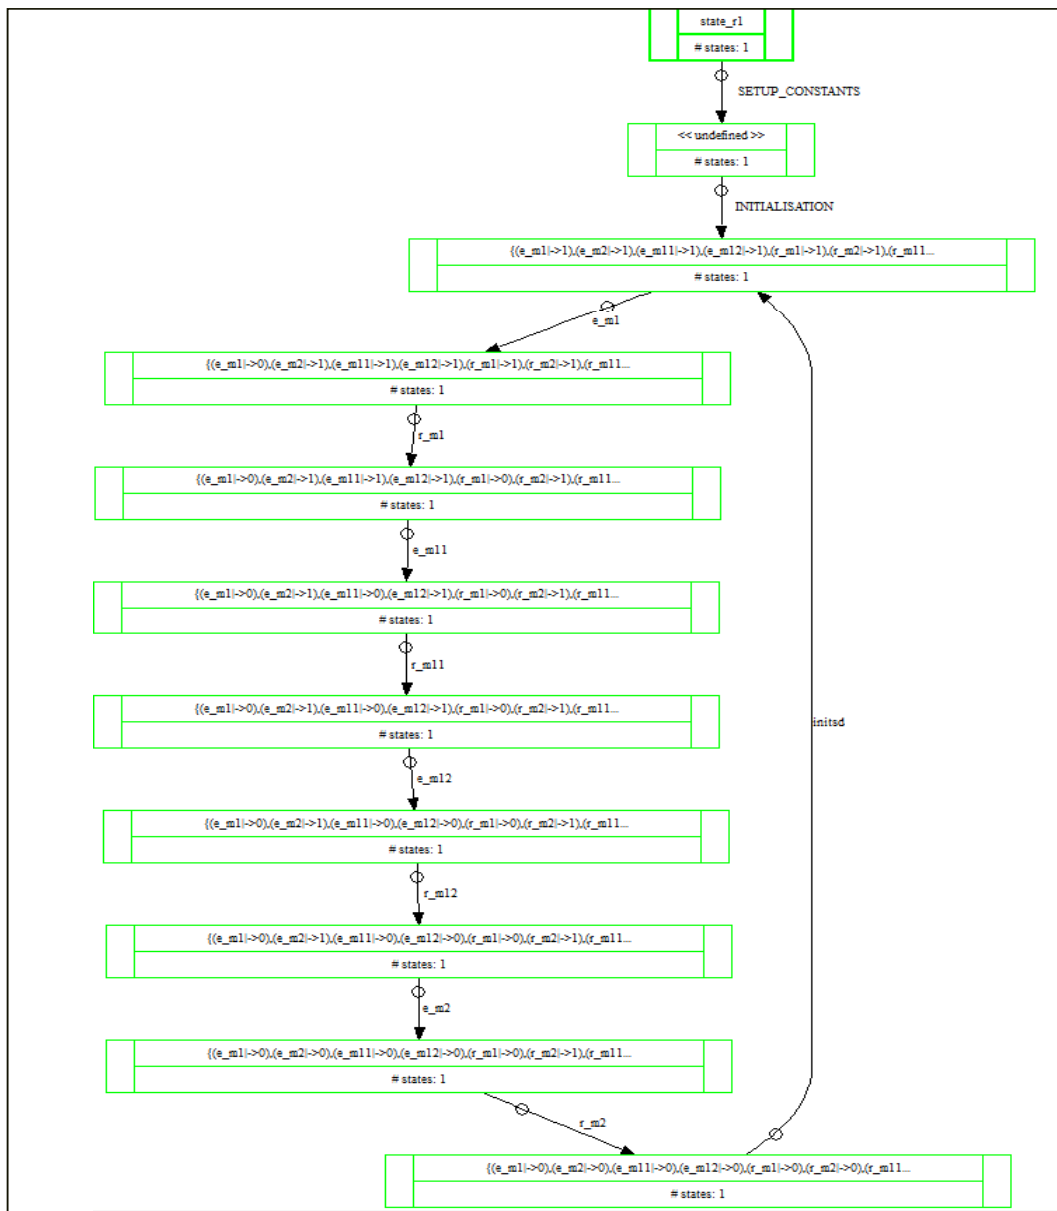 state_r1
# states: 1
SETUP_CONSTANTS
<< undefined >>
# states: 1
INITIALISATION
{(e_m1|->1),(e_m2|->1),(e_m11|->1),(e_m12|->1),(r_m1|->1),(r_m2|->1),(r_m11...
# states: 1
e_m1
{(e_m1|->0),(e_m2|->1),(e_m11|->1),(e_m12|->1),(r_m1|->1),(r_m2|->1),(r_m11...
# states: 1
r_m1
{(e_m1|->0),(e_m2|->1),(e_m11|->1),(e_m12|->1),(r_m1|->0),(r_m2|->1),(r_m11...
# states: 1
e_m11
{(e_m1|->0),(e_m2|->1),(e_m11|->0),(e_m12|->1),(r_m1|->0),(r_m2|->1),(r_m11...
# states: 1
r_m11
{(e_m1|->0),(e_m2|->1),(e_m11|->0),(e_m12|->1),(r_m1|->0),(r_m2|->1),(r_m11...
# states: 1
initsd
e_m12
{(e_m1|->0),(e_m2|->1),(e_m11|->0),(e_m12|->0),(r_m1|->0),(r_m2|->1),(r_m11...
# states: 1
r_m12
{(e_m1|->0),(e_m2|->1),(e_m11|->0),(e_m12|->0),(r_m1|->0),(r_m2|->1),(r_m11...
# states: 1
e_m2
{(e_m1|->0),(e_m2|->0),(e_m11|->0),(e_m12|->0),(r_m1|->0),(r_m2|->1),(r_m11...
# states: 1
r_m2
{(e_m1|->0),(e_m2|->0),(e_m11|->0),(e_m12|->0),(r_m1|->0),(r_m2|->0),(r_m11...
# states: 1